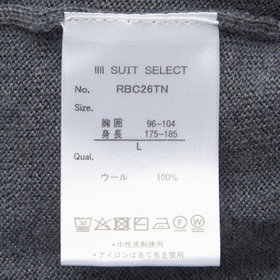 SUIT SELECT
No. RBC26TN
Size.
胸囲 96~104
身長 175~185
L
Qual.
ウール 100%
*中性洗剤使用
*アイロンはあて布を使用